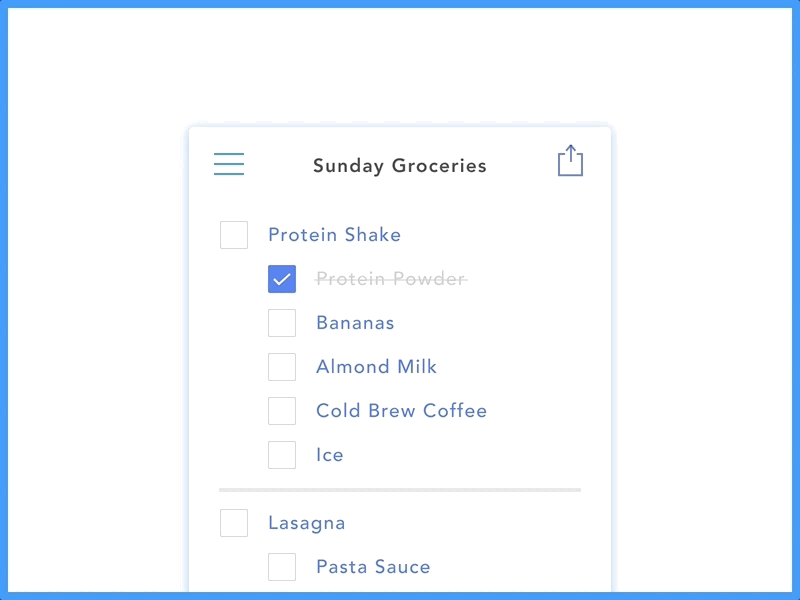 Sunday Groceries
Protein Shake
Protein Powder
Bananas
Almond Milk
Cold Brew Coffee
Ice
Lasagna
Pasta Sauce